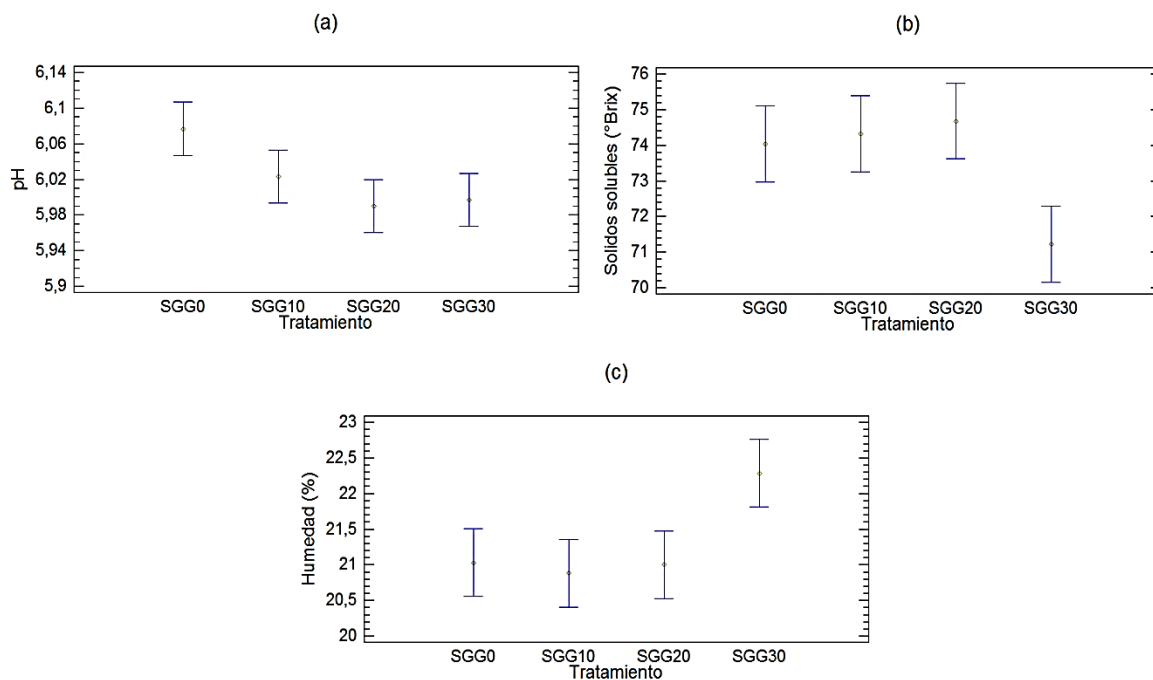 (a)
pH
6,14
6,1
6,06
6,02
5,98
5,94
5,9
SGG0 SGG10 SGG20 SGG30
Tratamiento
(b)
Solidos solubles (°Brix)
76
75
74
73
72
71
70
SGG0 SGG10 SGG20 SGG30
Tratamiento
(c)
Humedad (%)
23
22,5
22
21,5
21
20,5
20
SGG0 SGG10 SGG20 SGG30
Tratamiento